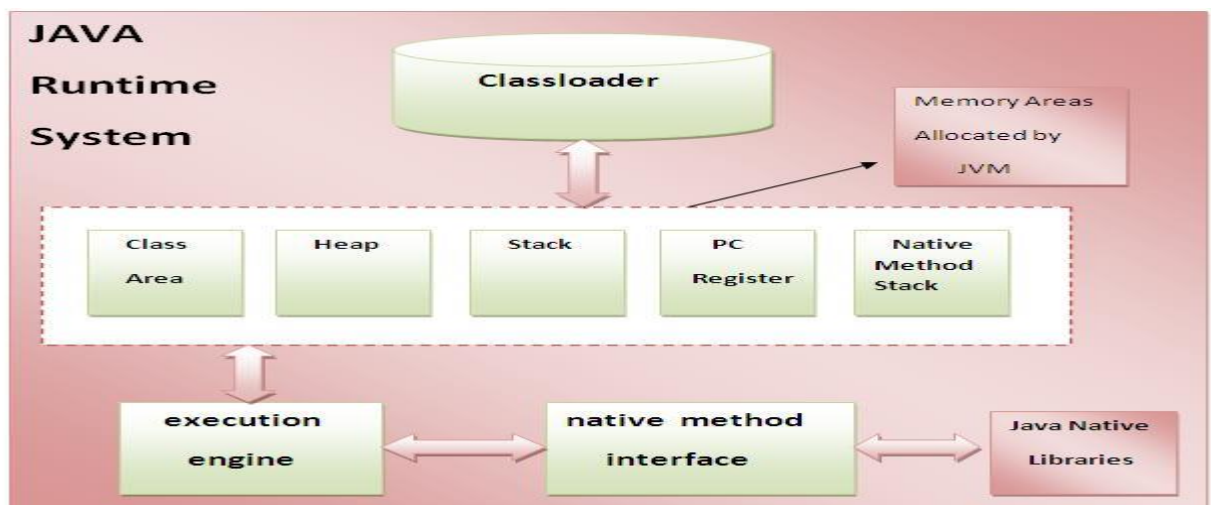 JAVA
Runtime
System
Classloader
Memory Areas
Allocated by
JVM
Class
Area
Heap
Stack
PC
Register
Native
Method
Stack
execution
engine
native method
interface
Java Native
Libraries